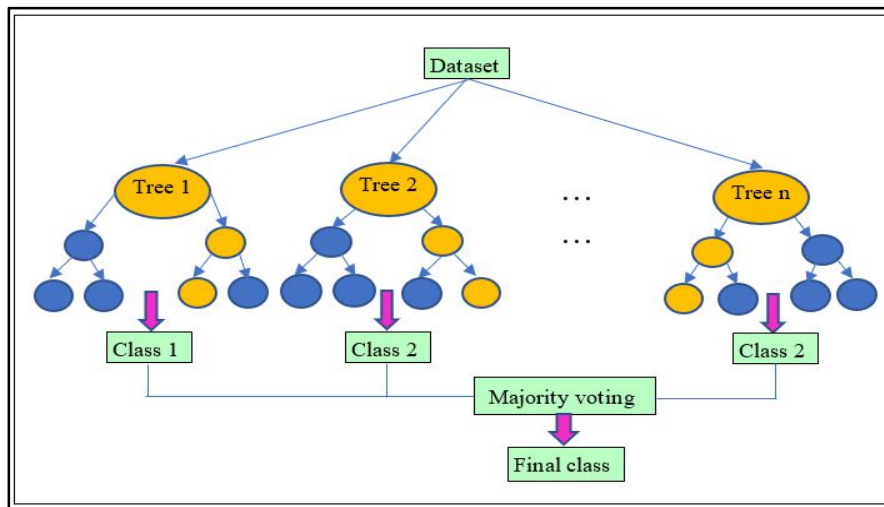 Dataset
Tree 1
Tree 2
...
Tree n
...
Class 1
Class 2
Class 2
Majority voting
Final class